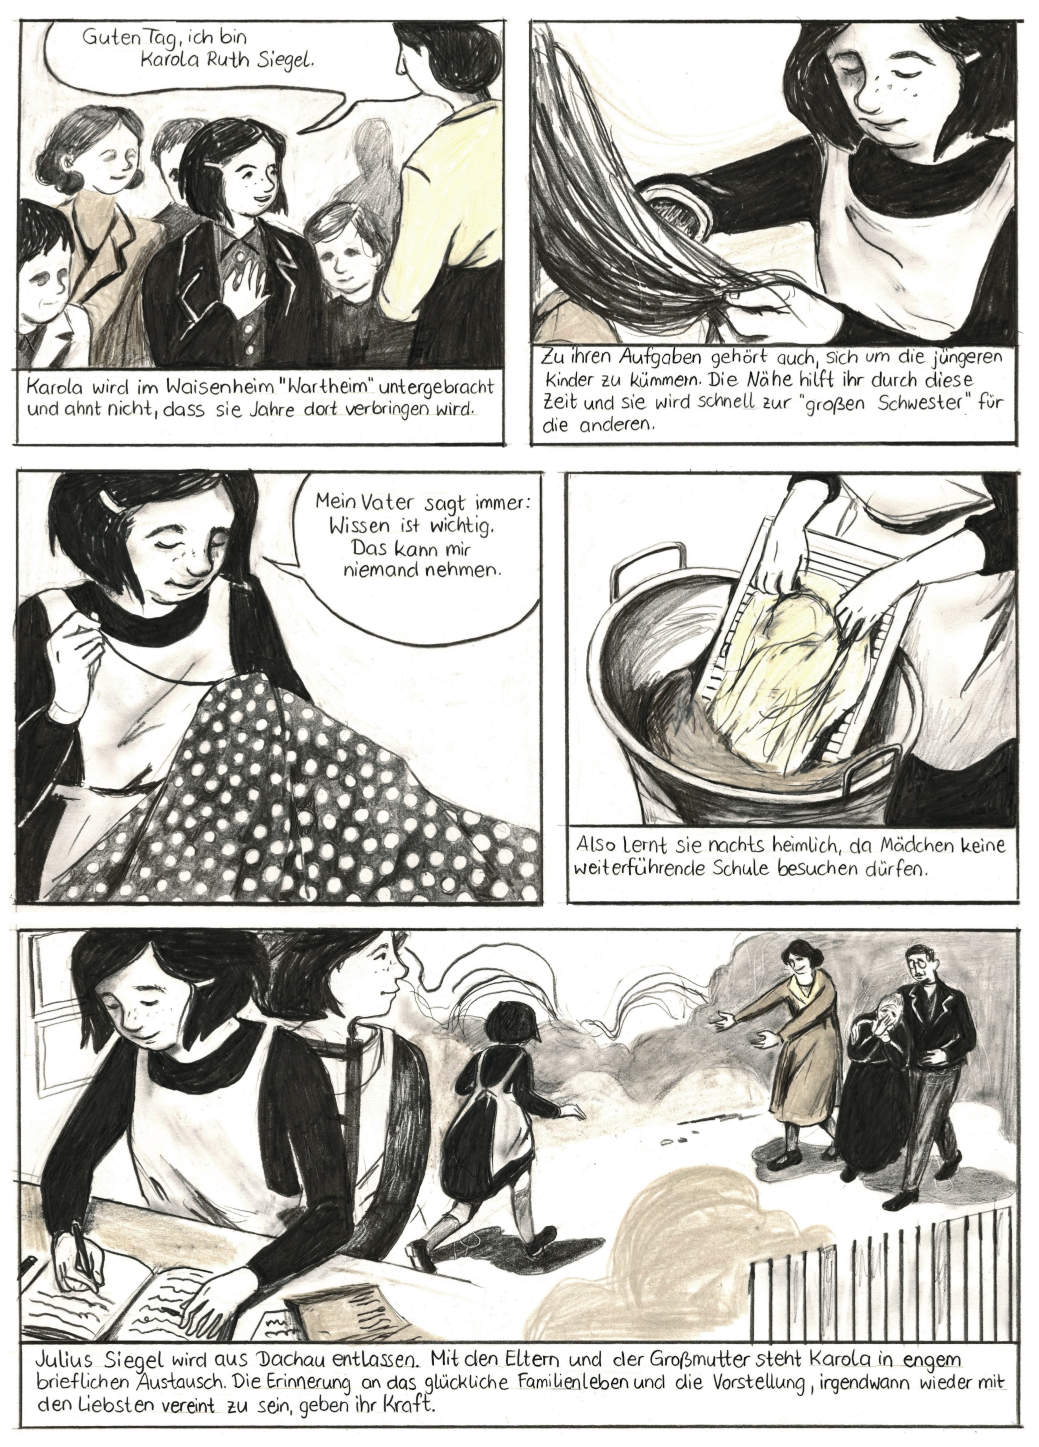 Guten Tag, ich bin
Karola Ruth Siegel.
Karola wird im Waisenheim "Wartheim" untergebracht
und ahnt nicht, dass sie Jahre dort verbringen wird.
Zu ihren Aufgaben gehört auch, sich um die jüngeren
Kinder zu kümmern. Die Nähe hilft ihr durch diese
Zeit und sie wird schnell zur "großen Schwester" für
die anderen.
Mein Vater sagt immer:
Wissen ist wichtig.
Das kann mir
niemand nehmen.
Also lernt sie nachts heimlich, da Mädchen keine
weiterführende Schule besuchen dürfen.
Julius Siegel wird aus Dachau entlassen. Mit den Eltern und der Großmutter steht Karola in engem
brieflichen Austausch. Die Erinnerung an das glückliche Familienleben und die Vorstellung, irgendwann wieder mit
den Liebsten vereint zu sein, geben ihr Kraft.